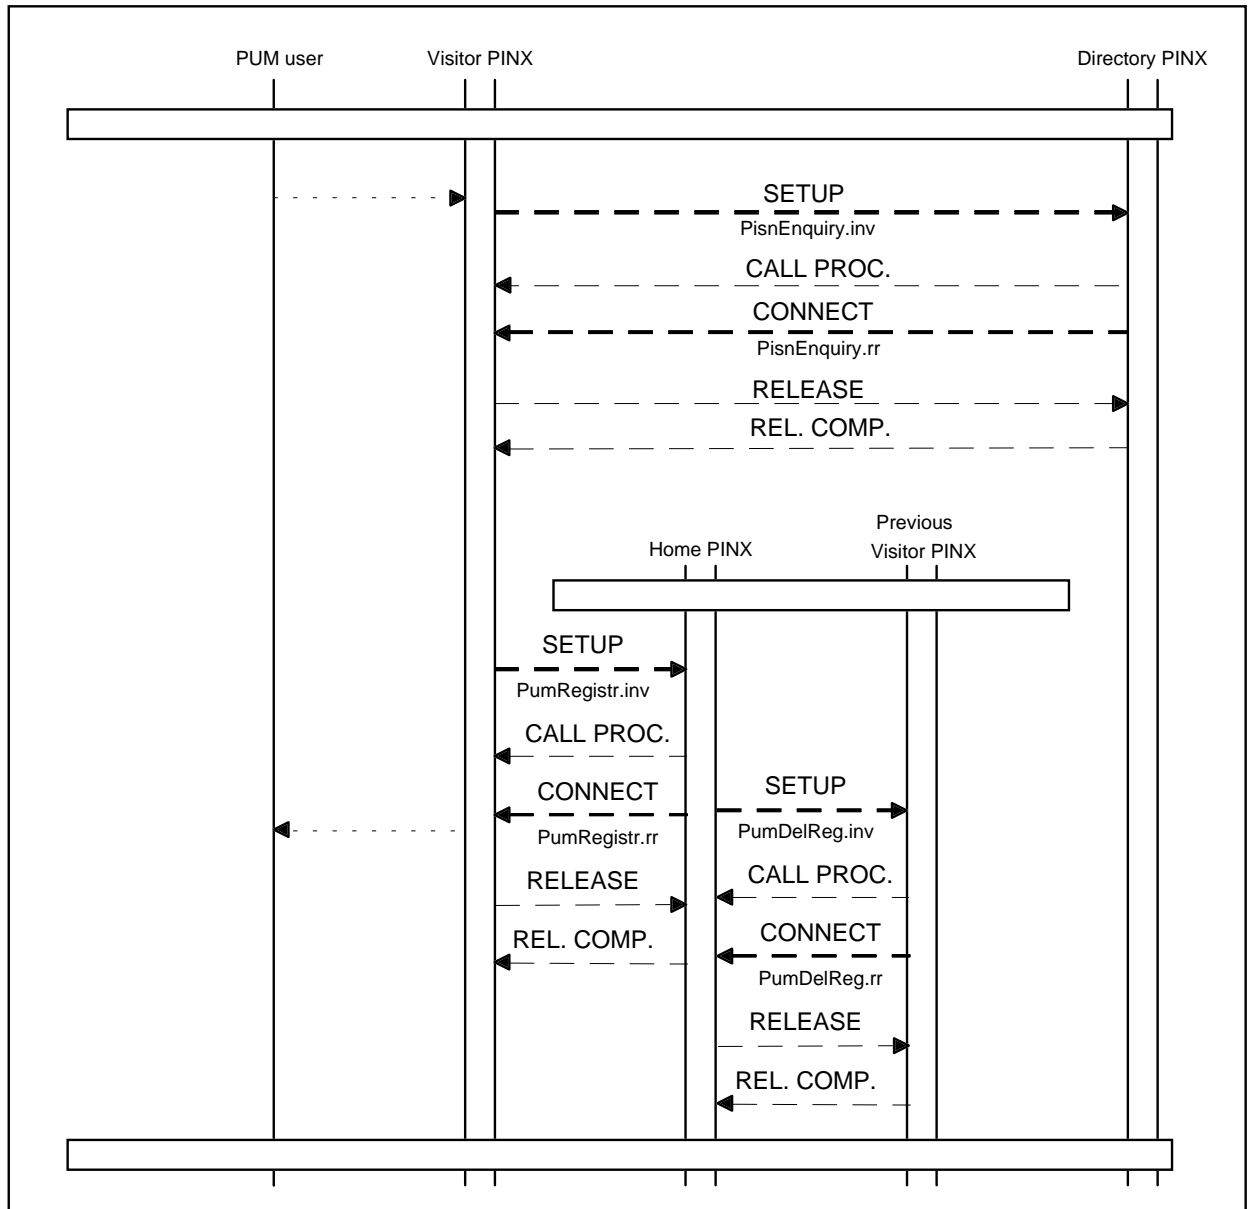 PUM user
Visitor PINX
Directory PINX
SETUP
PisnEnquiry.inv
CALL PROC.
CONNECT
PisnEnquiry.rr
RELEASE
REL. COMP.
Previous
Home PINX
Visitor PINX
SETUP
PumRegistr.inv
CALL PROC.
CONNECT
PumRegistr.rr
RELEASE
REL. COMP.
SETUP
PumDelReg.inv
CALL PROC.
CONNECT
PumDelReg.rr
RELEASE
REL. COMP.